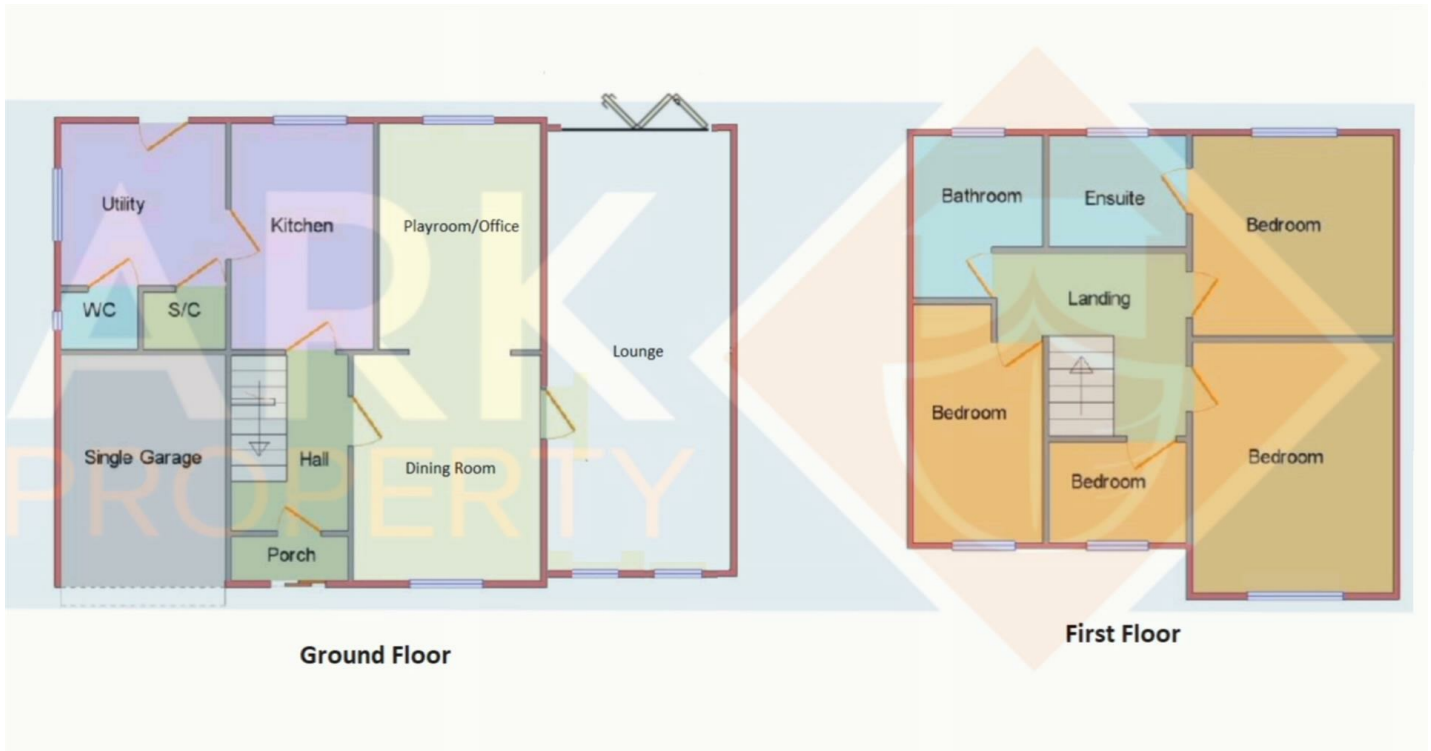 Utility
Kitchen
Playroom/Office
WC
S/C
Lounge
Single Garage
Hall
Dining Room
Porch
Ground Floor
Bathroom
Ensuite
Bedroom
Landing
Bedroom
Bedroom
Bedroom
First Floor
ARK
PROPERTY